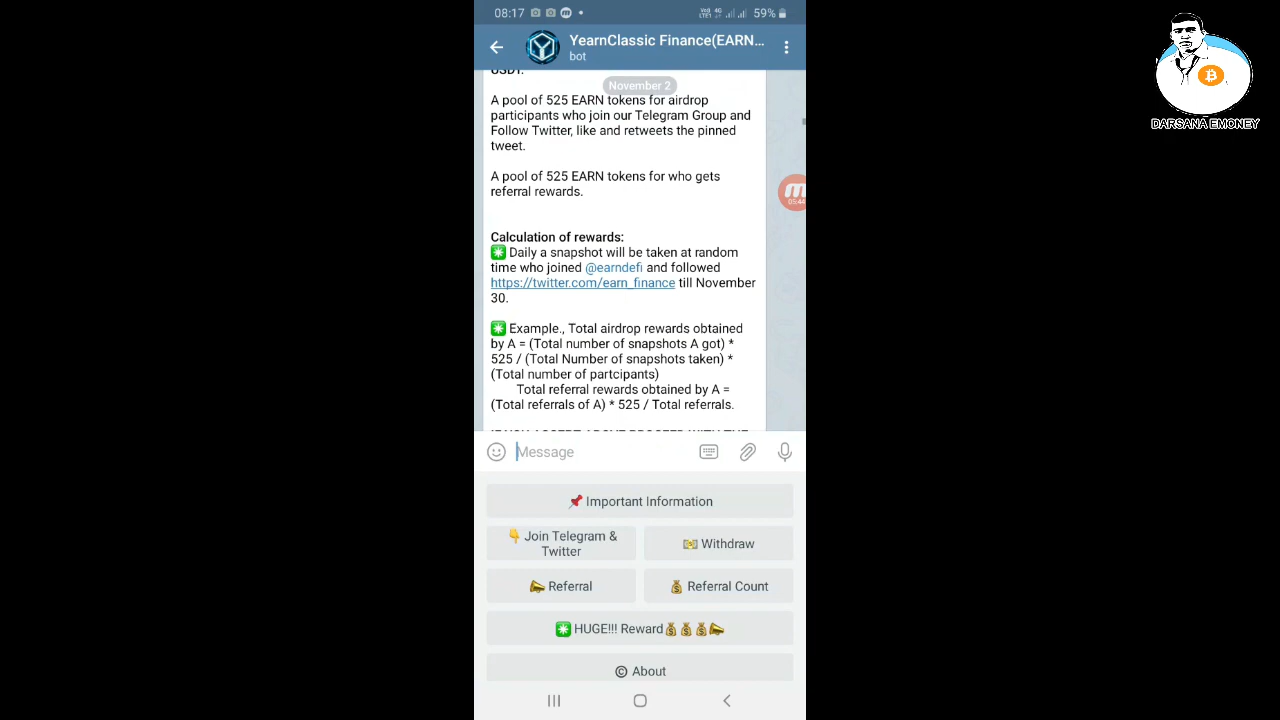 08:17
59%
YearnClassic Finance(EARN...
bot
USDT.
November 2
A pool of 525 EARN tokens for airdrop
participants who join our Telegram Group and
Follow Twitter, like and retweets the pinned
tweet.
A pool of 525 EARN tokens for who gets
referral rewards.
Calculation of rewards:
Daily a snapshot will be taken at random
time who joined @earndefi and followed
https://twitter.com/earn_finance till November
30.
Example., Total airdrop rewards obtained
by A = (Total number of snapshots A got) *
525 / (Total Number of snapshots taken) *
(Total number of partcipants)
Total referral rewards obtained by A =
(Total referrals of A) * 525 / Total referrals.
Message
Important Information
Join Telegram &
Twitter
Withdraw
Referral
Referral Count
HUGE!!! Reward
© About
05:44
DARSANA EMONEY